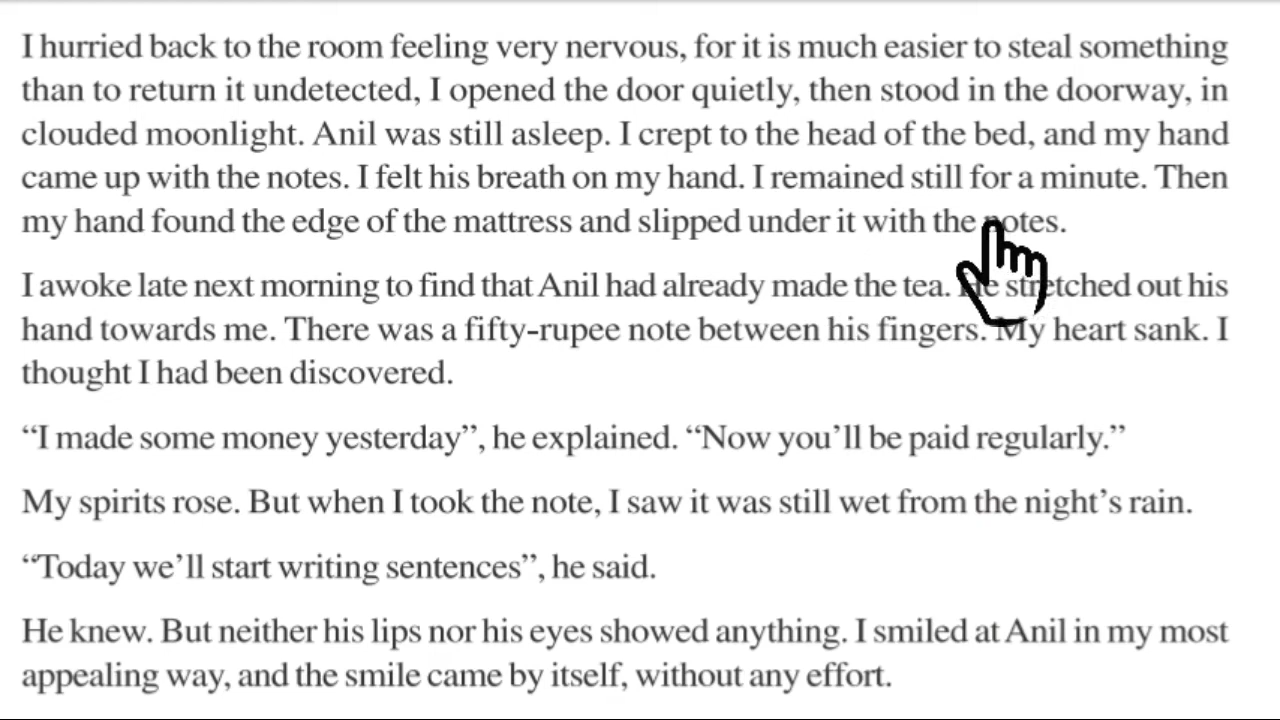 I hurried back to the room feeling very nervous, for it is much easier to steal something
than to return it undetected, I opened the door quietly, then stood in the doorway, in
clouded moonlight. Anil was still asleep. I crept to the head of the bed, and my hand
came up with the notes. I felt his breath on my hand. I remained still for a minute. Then
my hand found the edge of the mattress and slipped under it with the notes.
I awoke late next morning to find that Anil had already made the tea. He stretched out his
hand towards me. There was a fifty-rupee note between his fingers. My heart sank. I
thought I had been discovered.
“I made some money yesterday”, he explained. “Now you’ll be paid regularly.”
My spirits rose. But when I took the note, I saw it was still wet from the night’s rain.
“Today we’ll start writing sentences”, he said.
He knew. But neither his lips nor his eyes showed anything. I smiled at Anil in my most
appealing way, and the smile came by itself, without any effort.